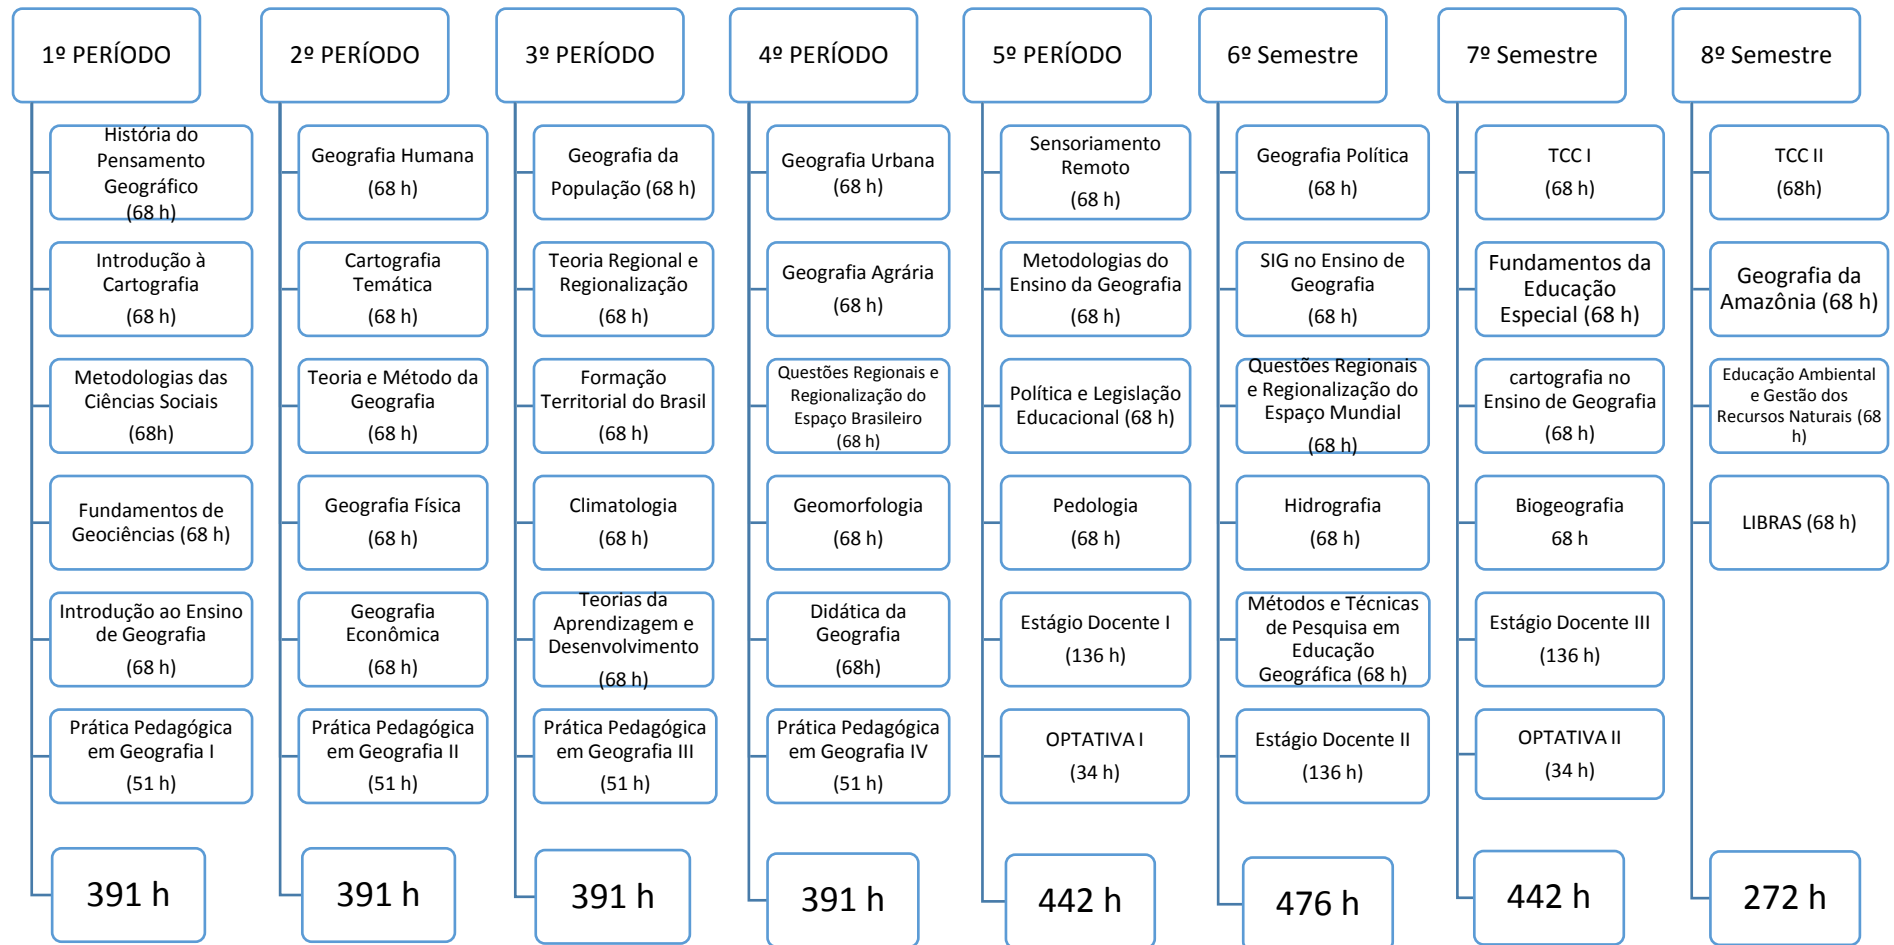 1º PERÍODO
História do
Pensamento
Geográfico
(68 h)
Introdução à
Cartografia
(68 h)
Metodologias das
Ciências Sociais
(68h)
Fundamentos de
Geociências (68 h)
Introdução ao Ensino
de Geografia
(68 h)
Prática Pedagógica
em Geografia I
(51 h)
391 h
2º PERÍODO
Geografia Humana
(68 h)
Cartografia
Temática
(68 h)
Teoria e Método da
Geografia
(68 h)
Geografia Física
(68 h)
Geografia
Econômica
(68 h)
Prática Pedagógica
em Geografia II
(51 h)
391 h
3º PERÍODO
Geografia da
População (68 h)
Teoria Regional e
Regionalização
(68 h)
Formação
Territorial do Brasil
(68 h)
Climatologia
(68 h)
Teorias da
Aprendizagem e
Desenvolvimento
(68 h)
Prática Pedagógica
em Geografia III
(51 h)
391 h
4º PERÍODO
Geografia Urbana
(68 h)
Geografia Agrária
(68 h)
Questões Regionais e
Regionalização do
Espaço Brasileiro
(68 h)
Geomorfologia
(68 h)
Didática da
Geografia
(68h)
Prática Pedagógica
em Geografia IV
(51 h)
391 h
5º PERÍODO
Sensoriamento
Remoto
(68 h)
Metodologias do
Ensino da Geografia
(68 h)
Política e Legislação
Educacional (68 h)
Pedologia
(68 h)
Estágio Docente I
(136 h)
OPTATIVA I
(34 h)
442 h
6º Semestre
Geografia Política
(68 h)
SIG no Ensino de
Geografia
(68 h)
Questões Regionais
e Regionalização do
Espaço Mundial
(68 h)
Hidrografia
(68 h)
Métodos e Técnicas
de Pesquisa em
Educação
Geográfica (68 h)
Estágio Docente II
(136 h)
476 h
7º Semestre
TCC I
(68 h)
Fundamentos da
Educação
Especial (68 h)
cartografia no
Ensino de Geografia
(68 h)
Biogeografia
68 h
Estágio Docente III
(136 h)
OPTATIVA II
(34 h)
442 h
8º Semestre
TCC II
(68h)
Geografia da
Amazônia (68 h)
Educação Ambiental
e Gestão dos
Recursos Naturais (68
h)
LIBRAS (68 h)
272 h